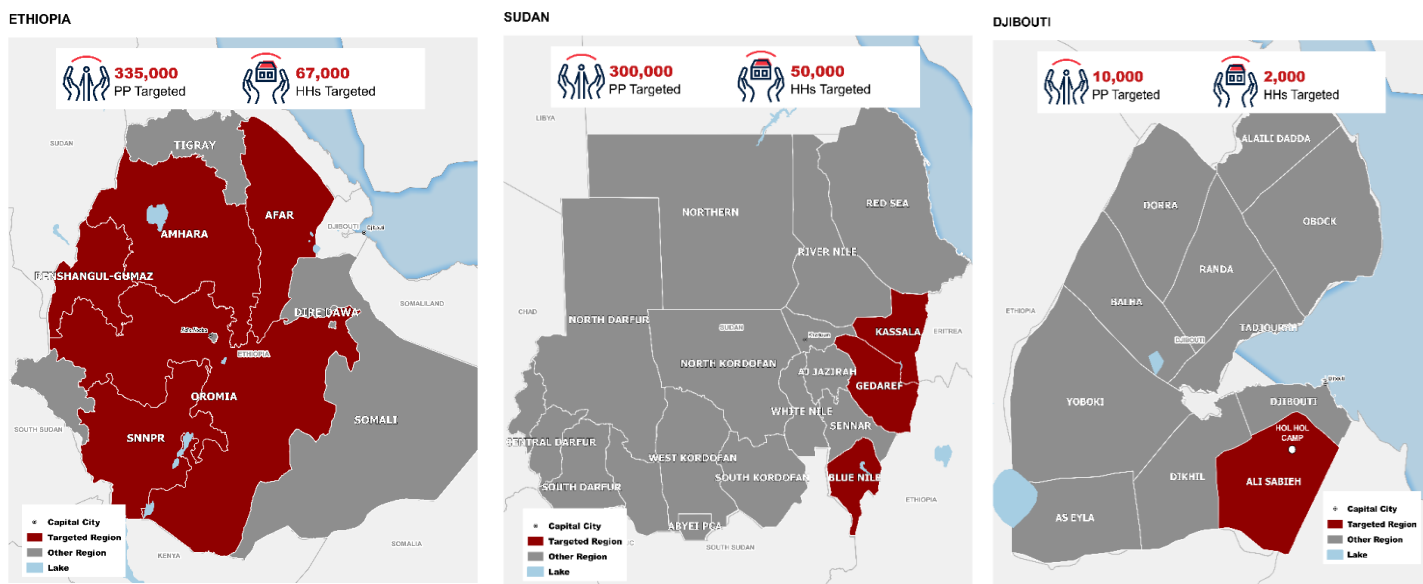 ETHIOPIA
335,000
PP Targeted
67,000
HHs Targeted
SUDAN
TIGRAY
AFAR
AMHARA
DJIBOUTI
Djibouti
BENSHANGUL-GUMAZ
SOMALILAND
DIRE DAWA
Addis Ababa
ETHIOPIA
OROMIA
SOMALI
SOUTH SUDAN
SNNPR
KENYA
SOMALIA
Capital City
Targeted Region
Other Region
Lake
SUDAN
300,000
PP Targeted
50,000
HHs Targeted
LIBYA
RED SEA
NORTHERN
RIVER NILE
CHAD
NORTH DARFUR
SUDAN
Khartoum
KASSALA
ERITREA
NORTH KORDOFAN
AJ JAZIRAH
GEDAREF
WHITE NILE
SENNAR
CENTRAL DARFUR
WEST KORDOFAN
SOUTH KORDOFAN
BLUE NILE
SOUTH DARFUR
ETHIOPIA
ABYEI PCA
SOUTH SUDAN
Capital City
Targeted Region
Other Region
Lake
DJIBOUTI
10,000
PP Targeted
2,000
HHs Targeted
ALAILI DADDA
DORRA
OBOCK
RANDA
ETHIOPIA
BALHA
TADJOURAH
DJIBOUTI
YOBOKI
DJIBOUTI
HOL HOL
CAMP
DIKHIL
ALI SABIEH
AS EYLA
Capital City
Targeted Region
Other Region
Lake